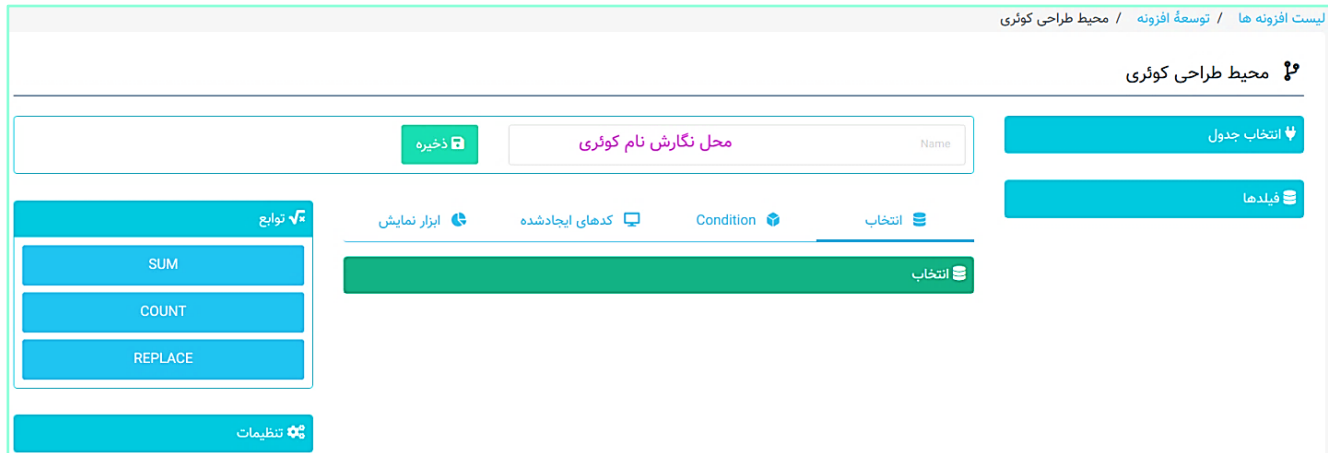 لیست افزونه ها / توسعهٔ افزونه / محیط طراحی کوئری
محیط طراحی کوئری
انتخاب جدول
فیلدها
Name
محل نگارش نام کوئری
ذخیره
انتخاب
Condition
کدهای ایجادشده
ابزار نمایش
انتخاب
توابع
SUM
COUNT
REPLACE
تنظیمات